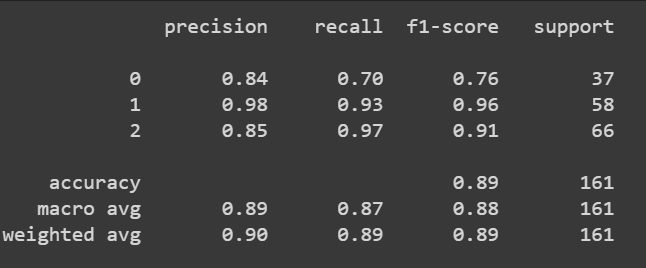 precision recall f1-score support
0 0.84 0.70 0.76 37
1 0.98 0.93 0.96 58
2 0.85 0.97 0.91 66
accuracy 0.89 161
macro avg 0.89 0.87 0.88 161
weighted avg 0.90 0.89 0.89 161